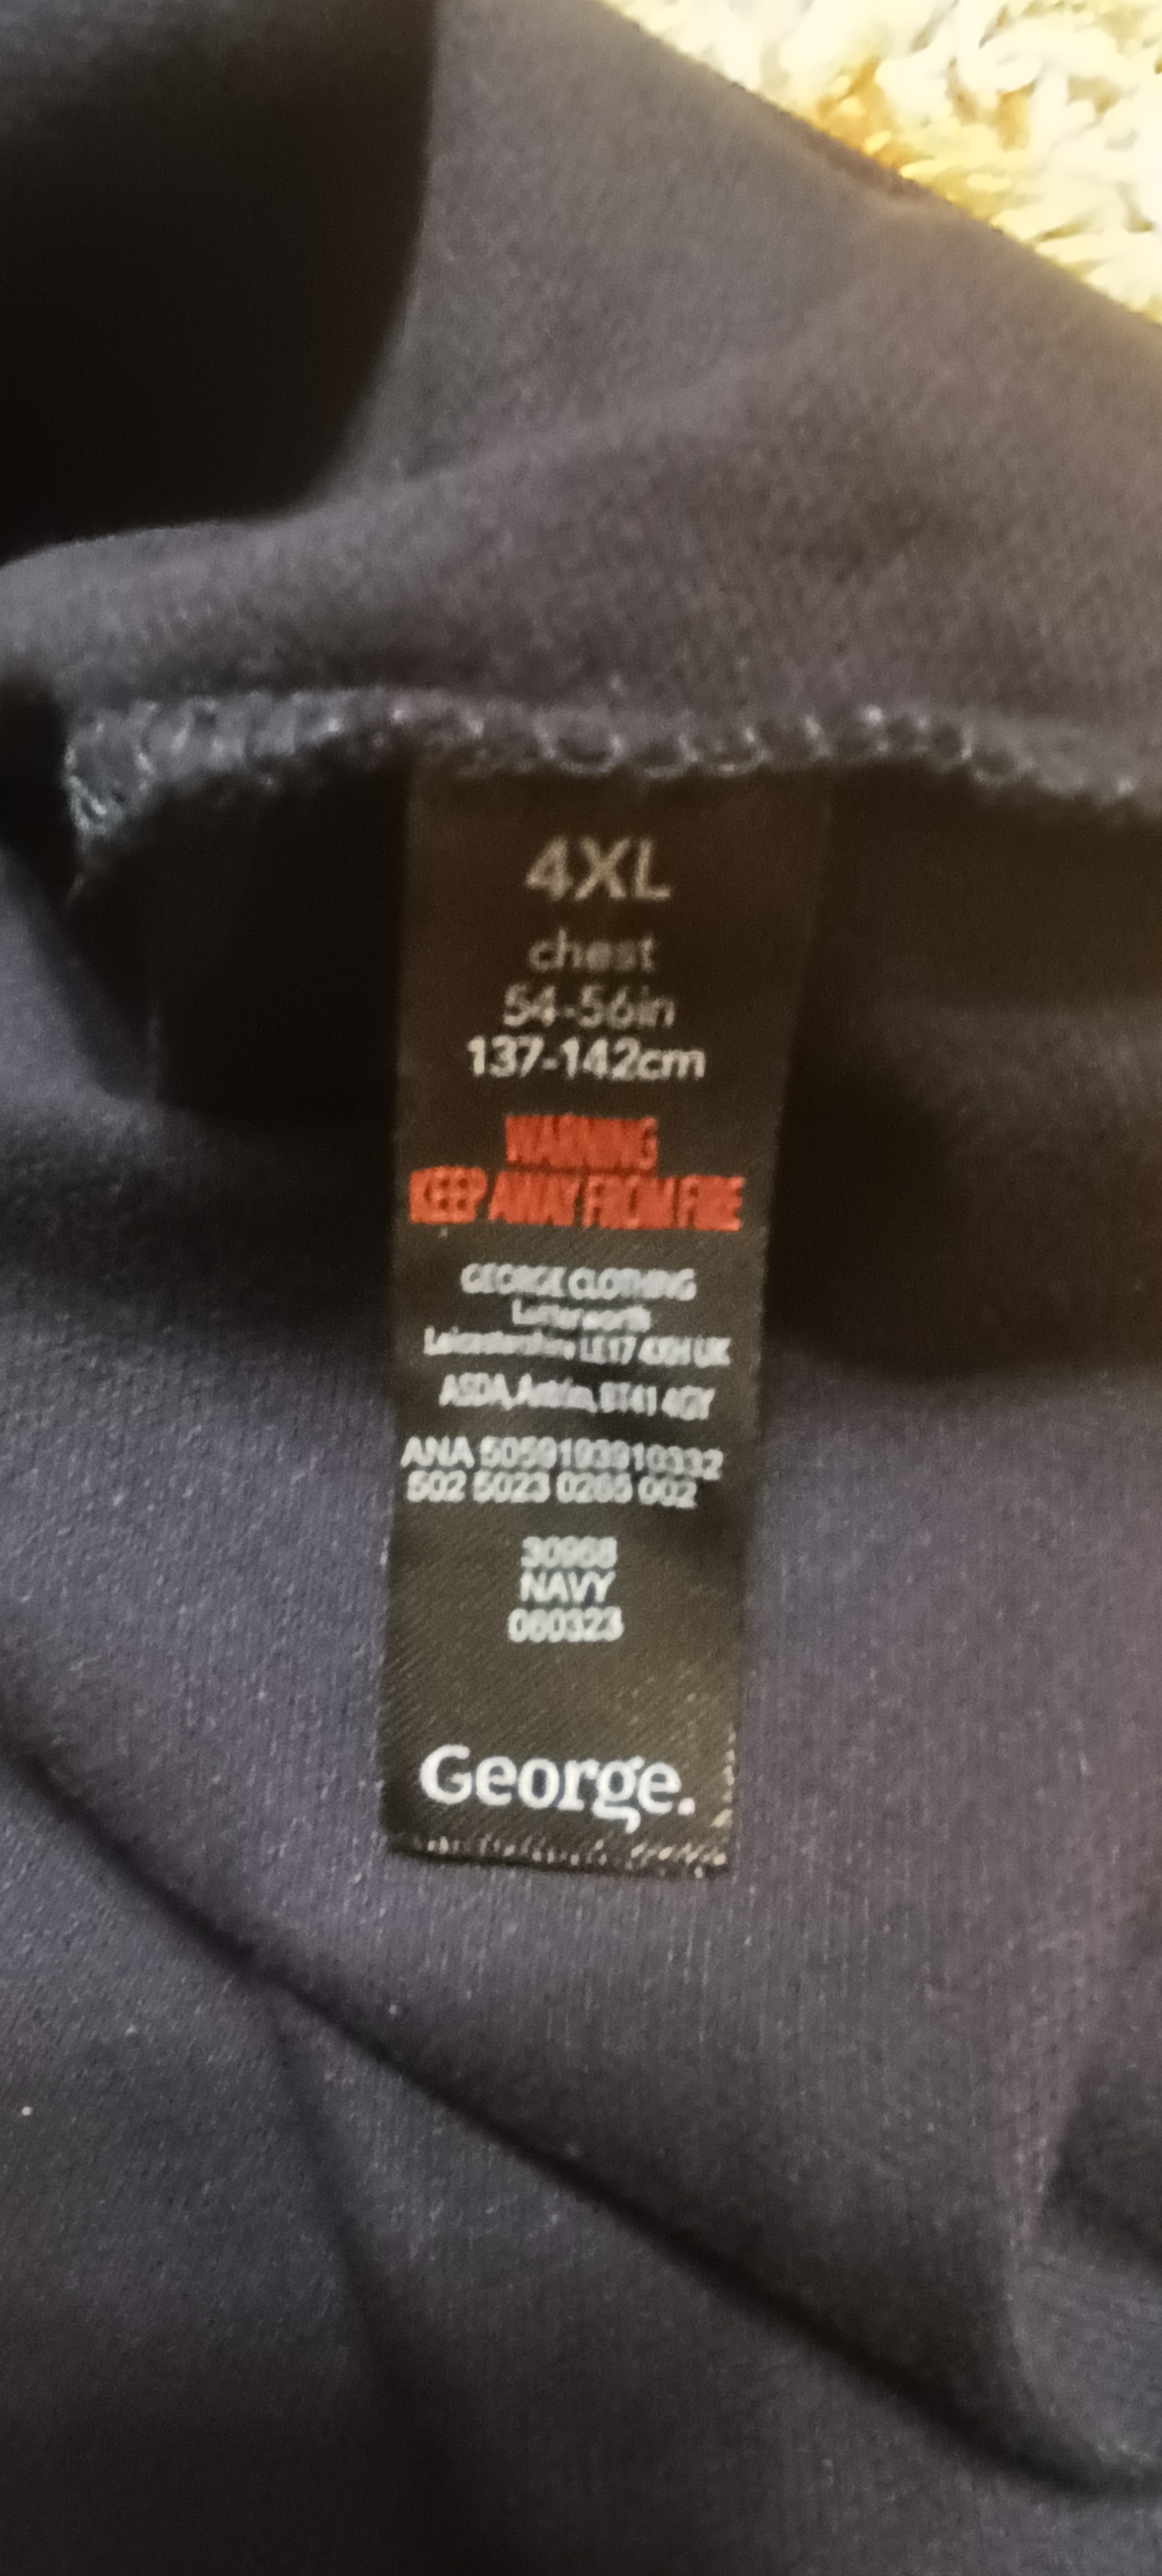 4XL
chest
54-56in
137-142cm
WARNING
KEEP AWAY FROM FIRE
GEORGE CLOTHING
Lutterworth
Leicestershire LE17 4XH UK
ASDA, Antrim, BT41 4GY
ANA 5059193910332
502 5023 0265 002
30968
NAVY
060323
George.